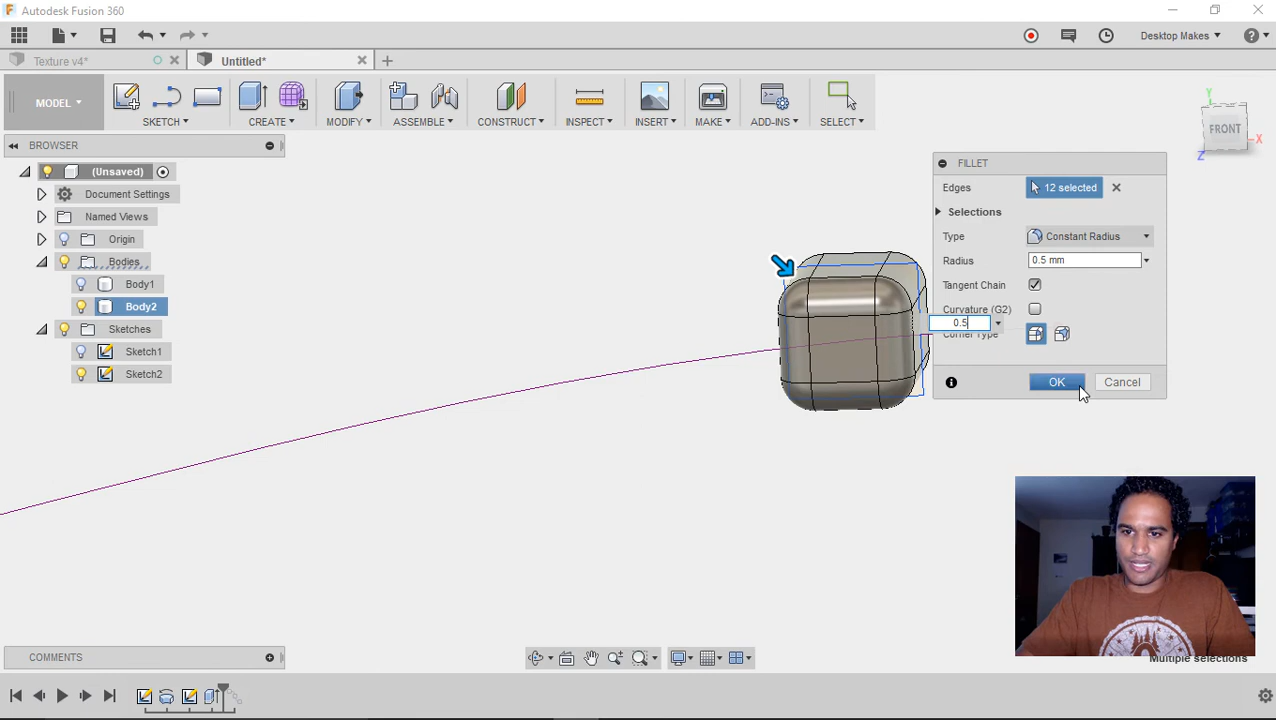 Autodesk Fusion 360
Desktop Makes
Texture v4*
Untitled*
MODEL
SKETCH
CREATE
MODIFY
ASSEMBLE
CONSTRUCT
INSPECT
INSERT
MAKE
ADD-INS
SELECT
Y
FRONT
X
Z
BROWSER
(Unsaved)
Document Settings
Named Views
Origin
Bodies
Body1
Body2
Sketches
Sketch1
Sketch2
FILLET
Edges 12 selected
Selections
Type Constant Radius
Radius 0.5 mm
Tangent Chain
Curvature (G2)
0.5
Corner Type
OK Cancel
Multiple selections
COMMENTS